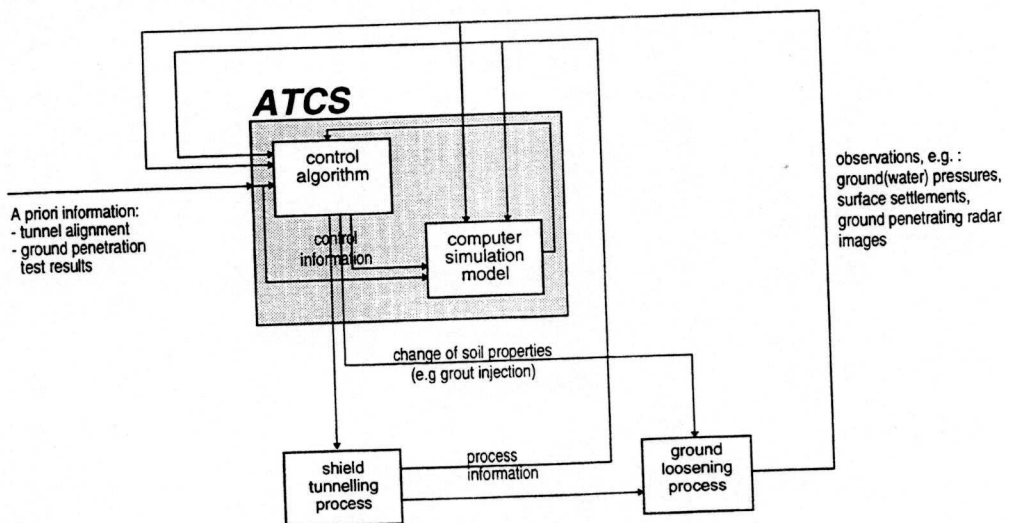 ATCS
control
algorithm
A priori information:
- tunnel alignment
- ground penetration
test results
control
information
computer
simulation
model
observations, e.g. :
ground(water) pressures,
surface settlements,
ground penetrating radar
images
change of soil properties
(e.g grout injection)
shield
tunnelling
process
process
information
ground
loosening
process